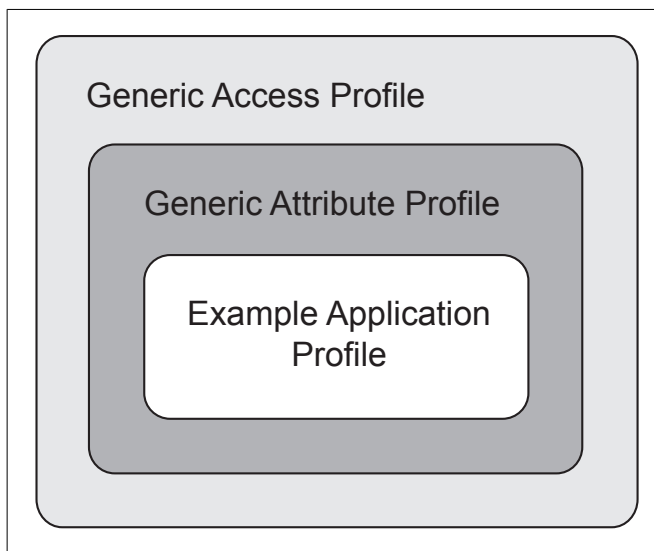 Generic Access Profile
Generic Attribute Profile
Example Application
Profile